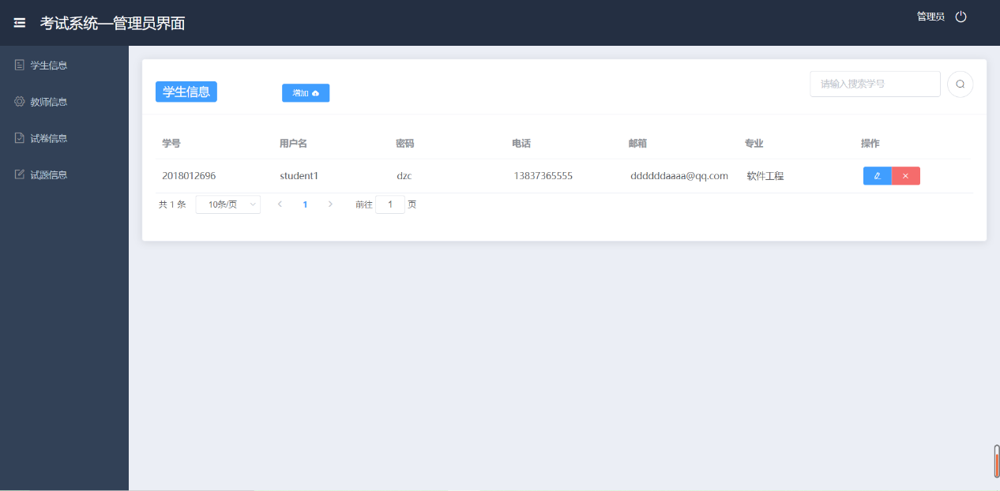 考试系统—管理员界面
管理员
学生信息
教师信息
试卷信息
试题信息
学生信息 增加 请输入搜索学号
学号 用户名 密码 电话 邮箱 专业 操作
2018012696 student1 dzc 13837365555 ddddddaaaa@qq.com 软件工程
共 1 条 10条/页 1 前往 1 页